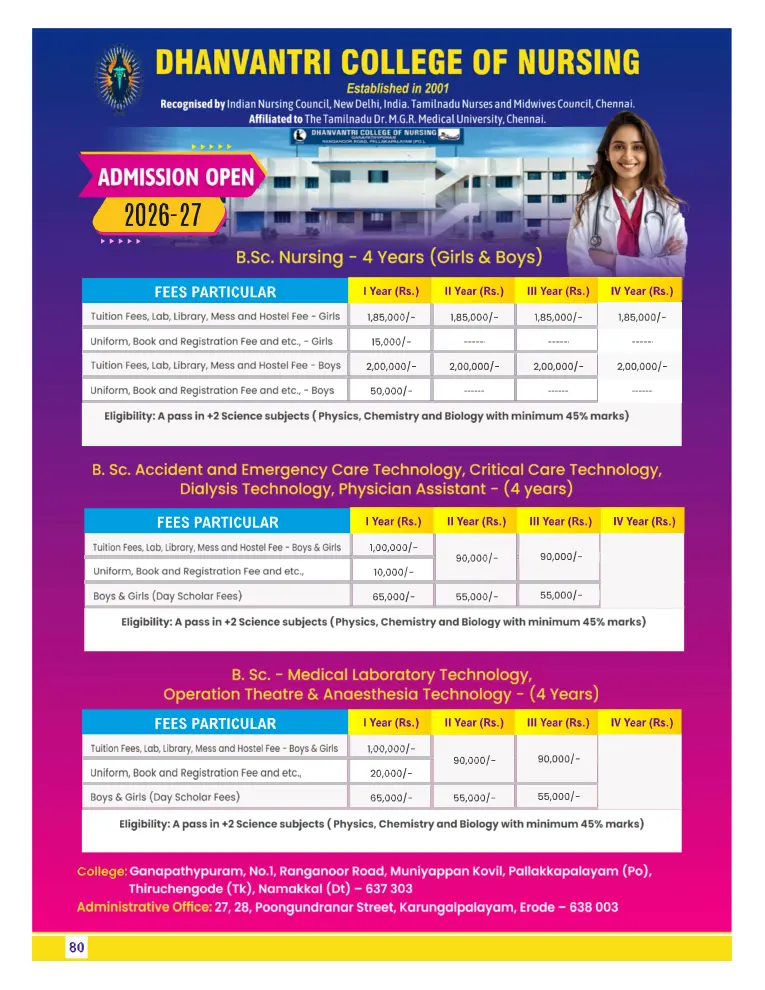 DHANVANTRI COLLEGE OF NURSING
Established in 2001
Recognised by Indian Nursing Council, New Delhi, India. Tamilnadu Nurses and Midwives Council, Chennai.
Affiliated to The Tamilnadu Dr. M.G.R. Medical University, Chennai.
DHANVANTRI COLLEGE OF NURSING
GANAPATHYPURAM
RANGANOOR ROAD, PALLAKAPALAYAM (PO).
ADMISSION OPEN
2026-27
B.Sc. Nursing - 4 Years (Girls & Boys)
FEES PARTICULAR I Year (Rs.) II Year (Rs.) III Year (Rs.) IV Year (Rs.)
Tuition Fees, Lab, Library, Mess and Hostel Fee - Girls 1,85,000/- 1,85,000/- 1,85,000/- 1,85,000/-
Uniform, Book and Registration Fee and etc., - Girls 15,000/- ----- ----- -----
Tuition Fees, Lab, Library, Mess and Hostel Fee - Boys 2,00,000/- 2,00,000/- 2,00,000/- 2,00,000/-
Uniform, Book and Registration Fee and etc., - Boys 50,000/- ----- ----- -----
Eligibility: A pass in +2 Science subjects ( Physics, Chemistry and Biology with minimum 45% marks)
B. Sc. Accident and Emergency Care Technology, Critical Care Technology,
Dialysis Technology, Physician Assistant - (4 years)
FEES PARTICULAR I Year (Rs.) II Year (Rs.) III Year (Rs.) IV Year (Rs.)
Tuition Fees, Lab, Library, Mess and Hostel Fee - Boys & Girls 1,00,000/- 90,000/- 90,000/-
Uniform, Book and Registration Fee and etc., 10,000/-
Boys & Girls (Day Scholar Fees) 65,000/- 55,000/- 55,000/-
Eligibility: A pass in +2 Science subjects (Physics, Chemistry and Biology with minimum 45% marks)
B. Sc. - Medical Laboratory Technology,
Operation Theatre & Anaesthesia Technology - (4 Years)
FEES PARTICULAR I Year (Rs.) II Year (Rs.) III Year (Rs.) IV Year (Rs.)
Tuition Fees, Lab, Library, Mess and Hostel Fee - Boys & Girls 1,00,000/- 90,000/- 90,000/-
Uniform, Book and Registration Fee and etc., 20,000/-
Boys & Girls (Day Scholar Fees) 65,000/- 55,000/- 55,000/-
Eligibility: A pass in +2 Science subjects ( Physics, Chemistry and Biology with minimum 45% marks)
College: Ganapathypuram, No.1, Ranganoor Road, Muniyappan Kovil, Pallakkapalayam (Po),
Thiruchengode (Tk), Namakkal (Dt) – 637 303
Administrative Office: 27, 28, Poongundranar Street, Karungalpalayam, Erode – 638 003
80